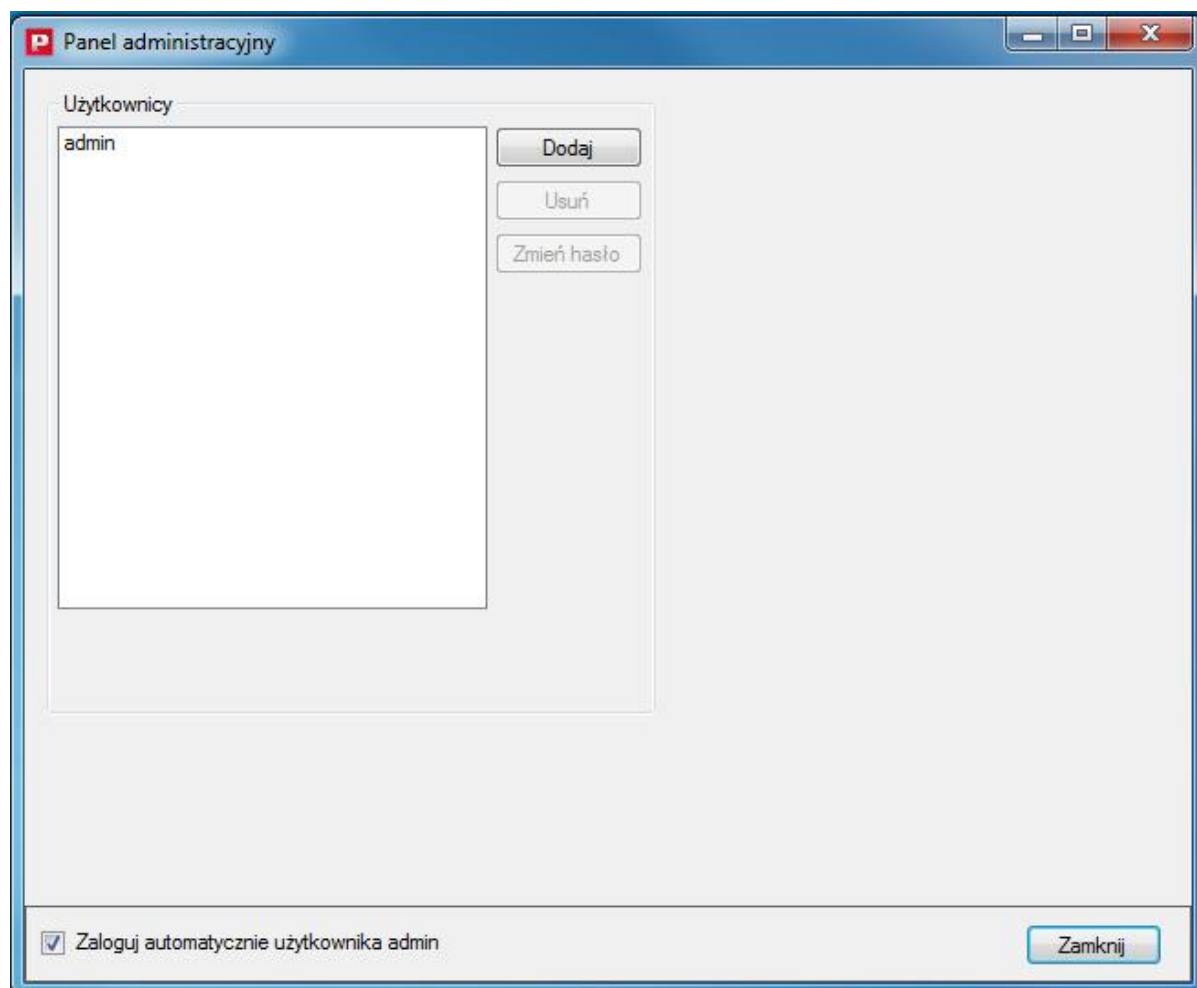 P Panel administracyjny
Użytkownicy
admin
Dodaj
Usuń
Zmień hasło
Zaloguj automatycznie użytkownika admin
Zamknij